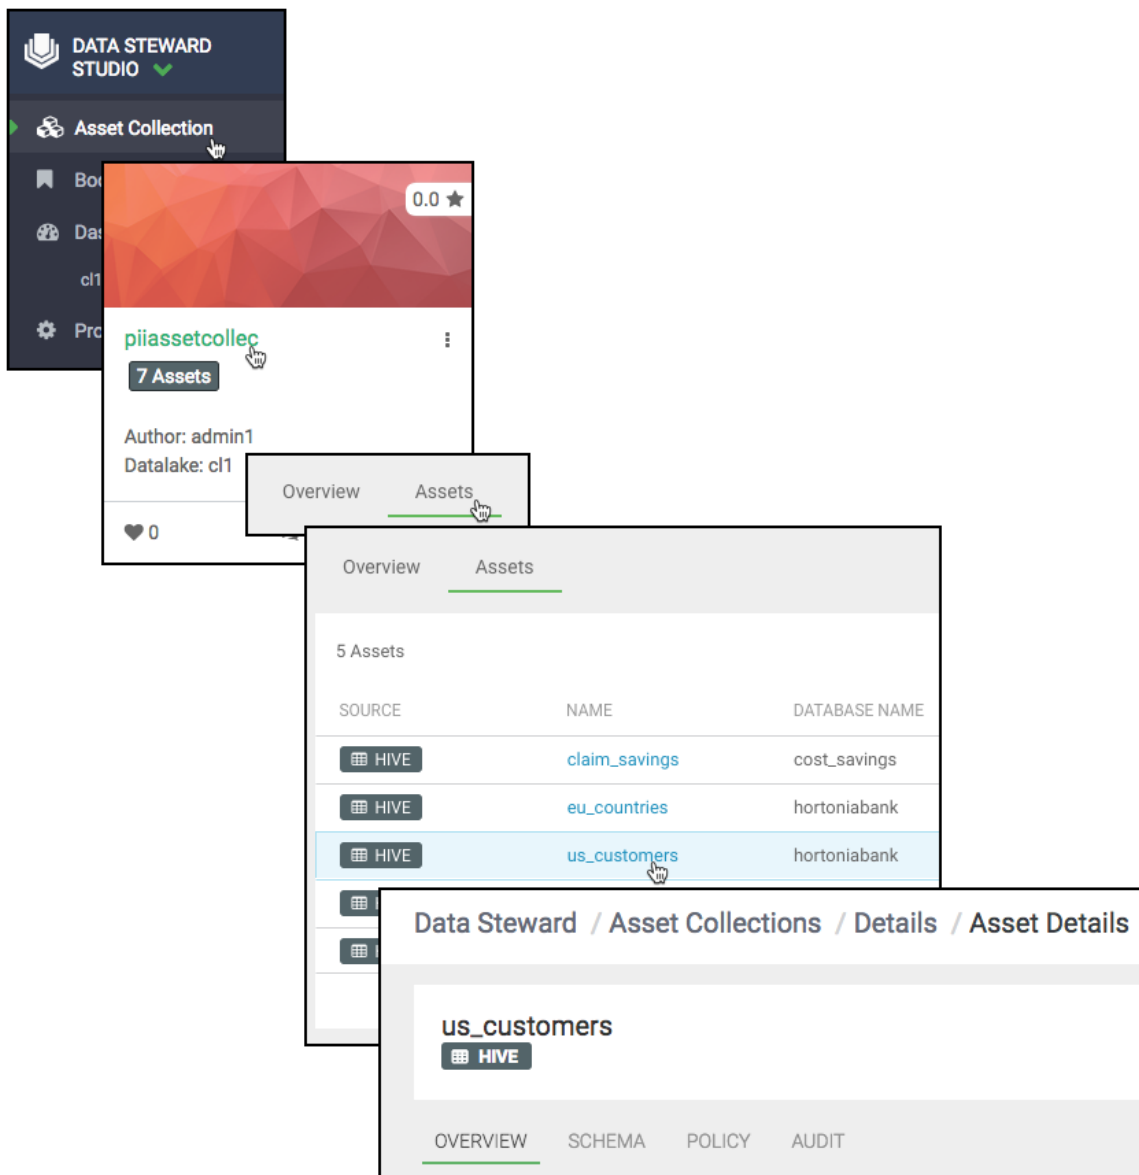 DATA STEWARD
STUDIO
Asset Collection
cl1
0.0
piiassetcollec
7 Assets
Author: admin1
Datalake: cl1
0
Overview Assets
Overview Assets
5 Assets
SOURCE NAME DATABASE NAME
HIVE claim_savings cost_savings
HIVE eu_countries hortoniabank
HIVE us_customers hortoniabank
Data Steward / Asset Collections / Details / Asset Details
us_customers
HIVE
OVERVIEW SCHEMA POLICY AUDIT